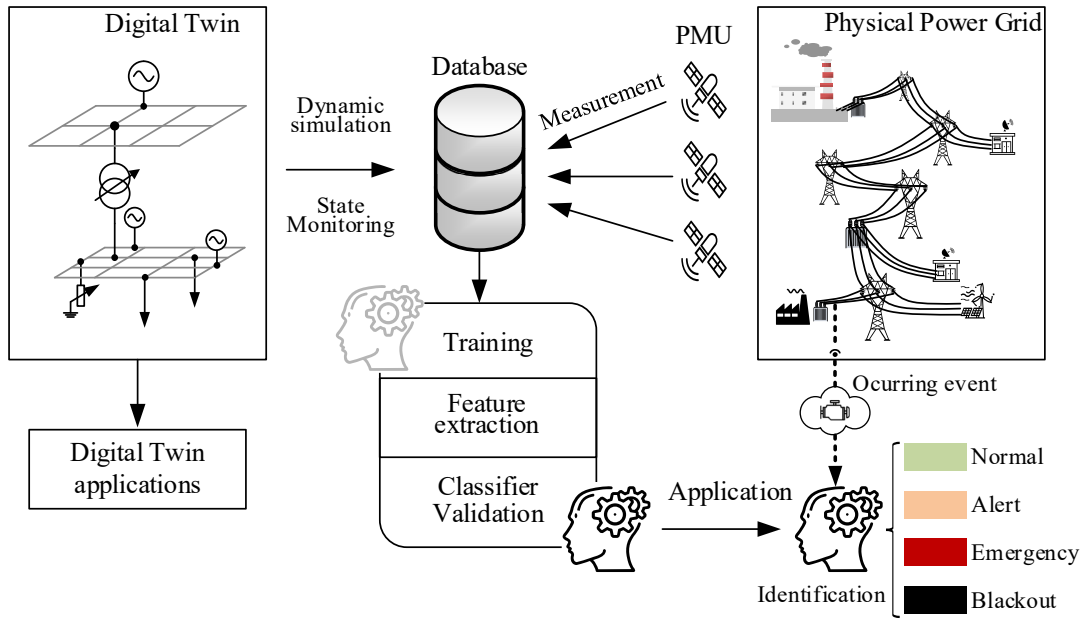 Digital Twin
PMU
Physical Power Grid
Database
Dynamic
simulation
Measurement
State
Monitoring
Training
Feature
extraction
Classifier
Validation
Digital Twin
applications
Ocurring event
Application
Identification
Normal
Alert
Emergency
Blackout